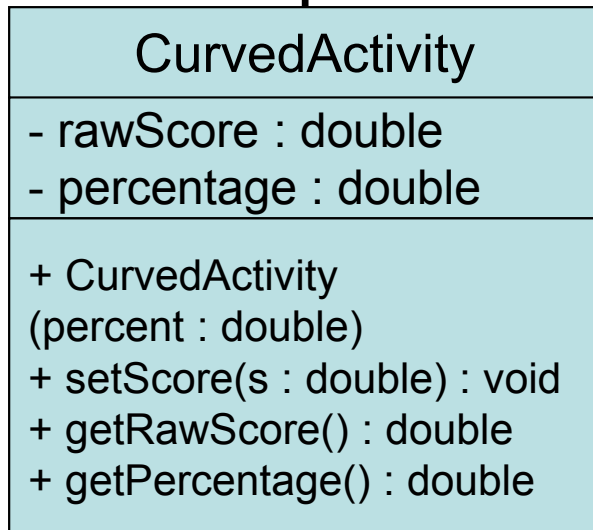 CurvedActivity
- rawScore : double
- percentage : double
+ CurvedActivity
(percent : double)
+ setScore(s : double) : void
+ getRawScore() : double
+ getPercentage() : double